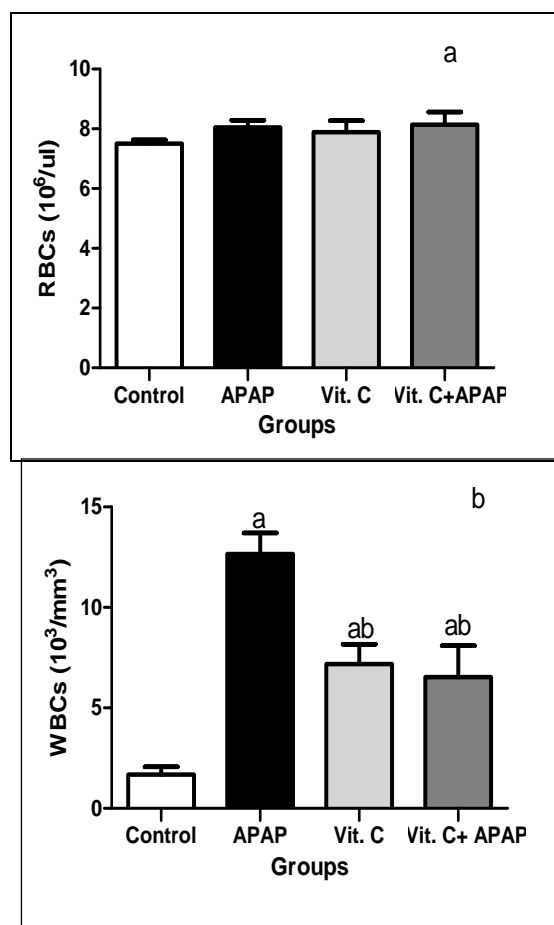 a
10
8
6
4
2
0
RBCs (10⁶/ul)
Control APAP Vit. C Vit. C+APAP
Groups
b
15
10
5
0
WBCs (10³/mm³)
a
ab
ab
Control APAP Vit. C Vit. C+ APAP
Groups